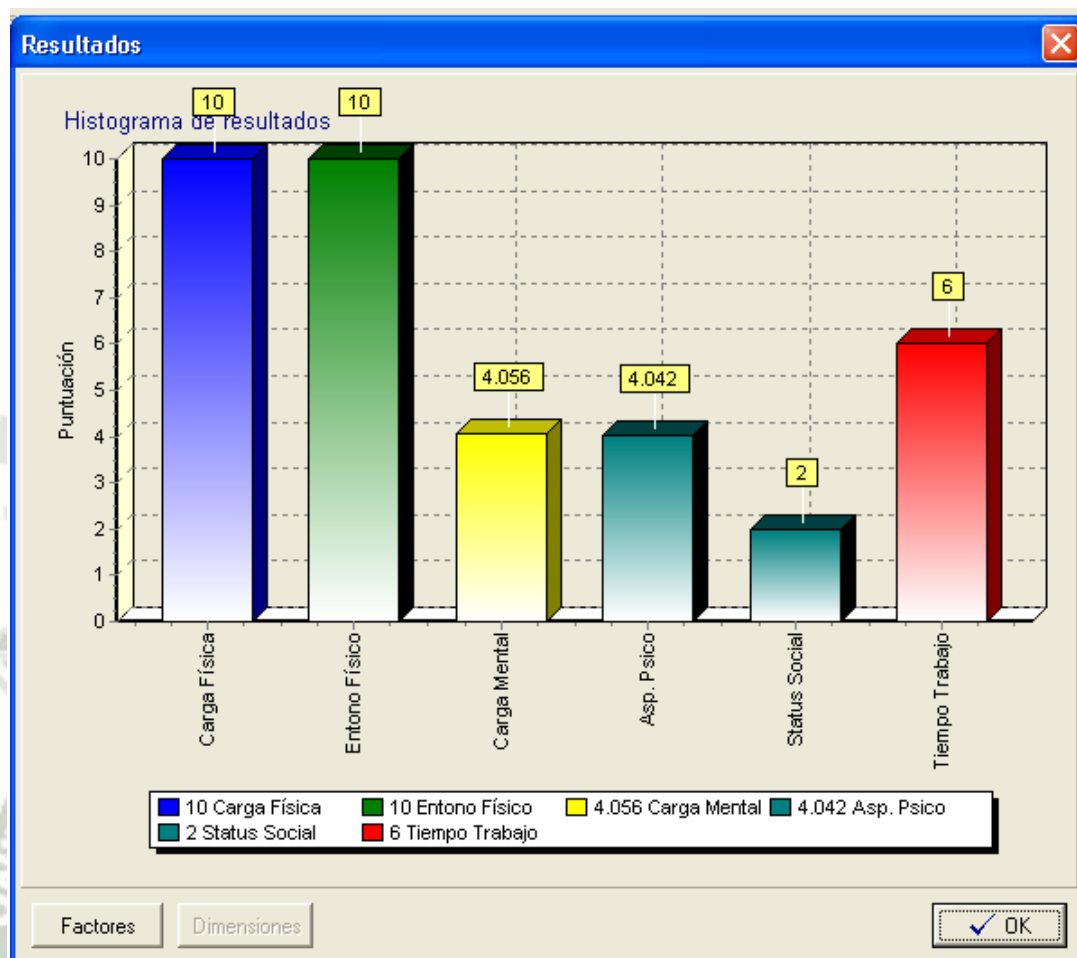 Resultados
Histograma de resultados
10
10
4.056
4.042
2
6
Puntuación
10
9
8
7
6
5
4
3
2
1
0
Carga Física
Entono Físico
Carga Mental
Asp. Psico
Status Social
Tiempo Trabajo
10 Carga Física
10 Entono Físico
4.056 Carga Mental
4.042 Asp. Psico
2 Status Social
6 Tiempo Trabajo
Factores
Dimensiones
OK